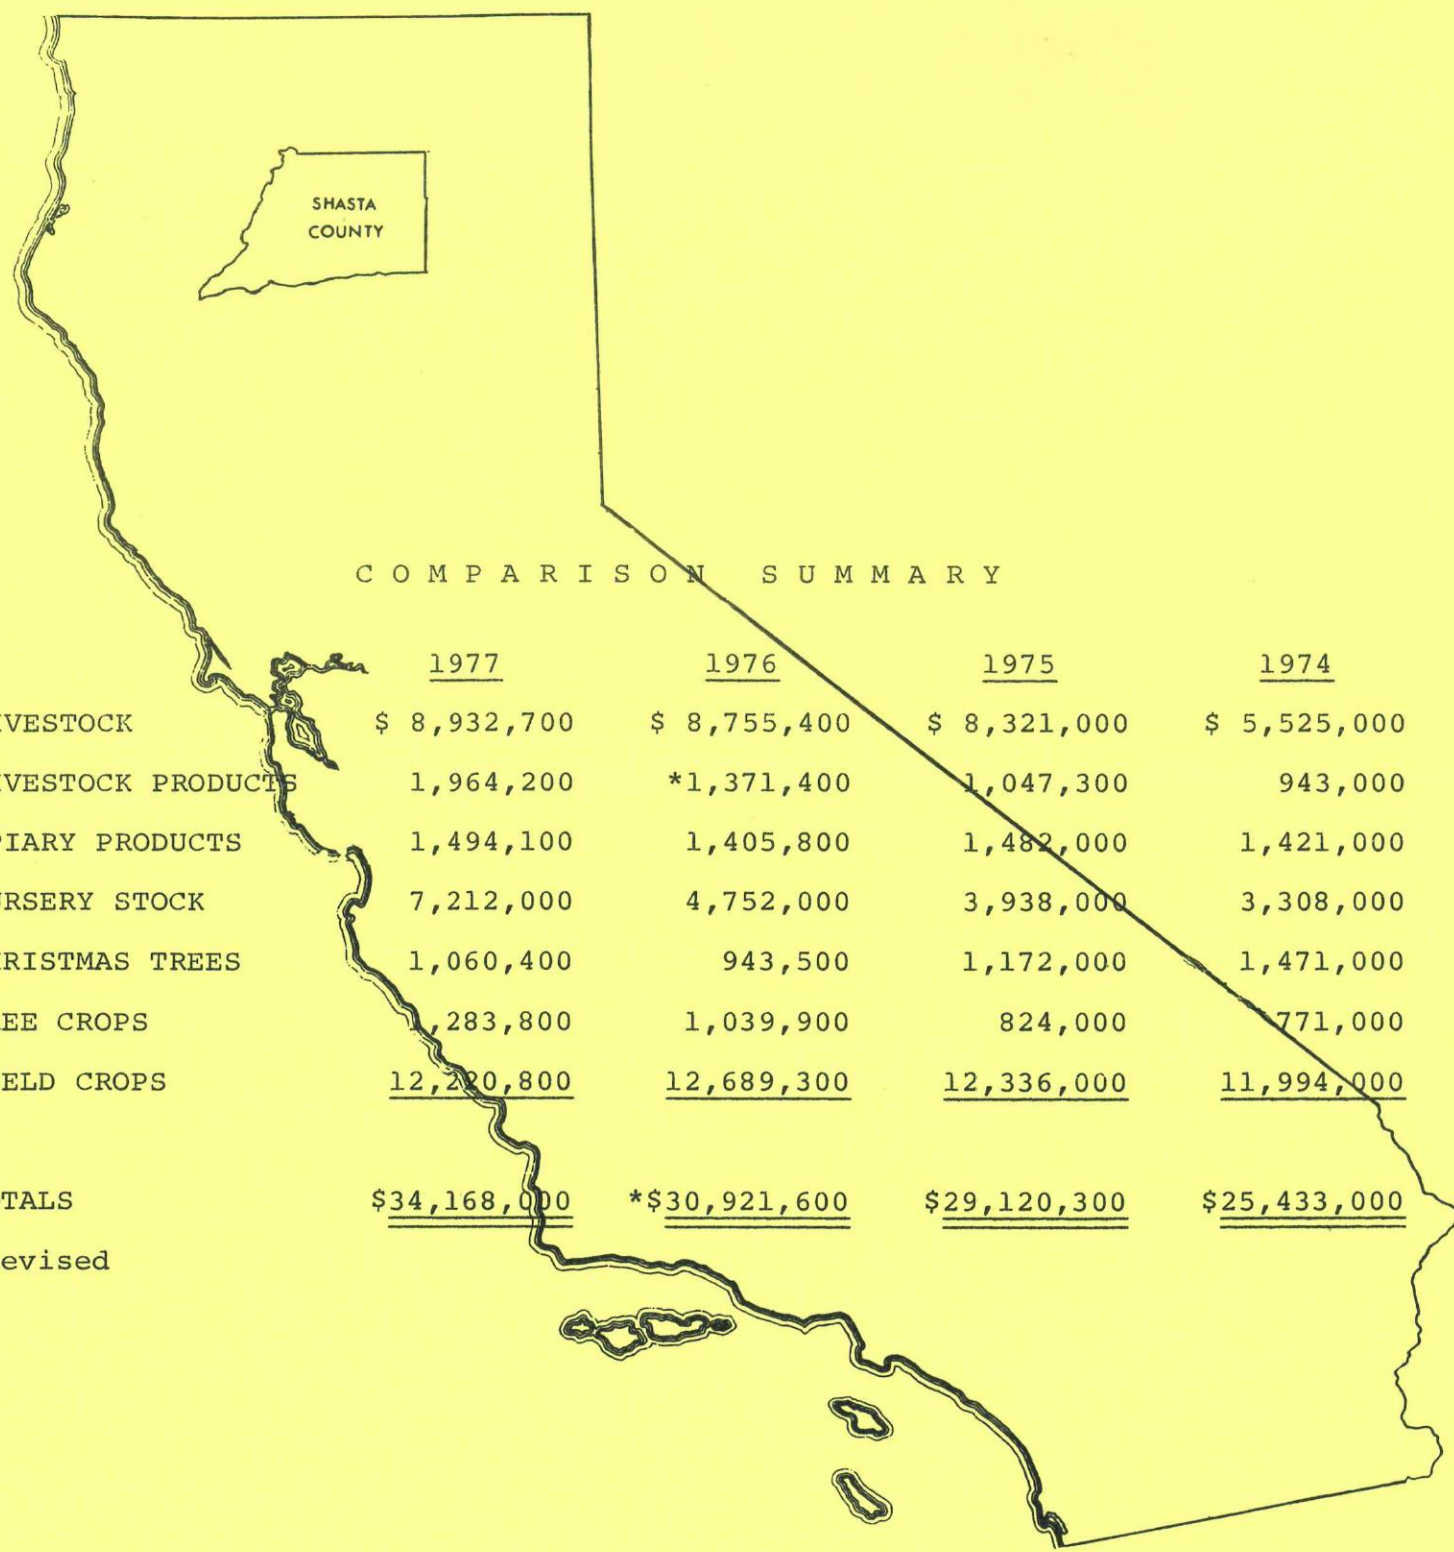 SHASTA
COUNTY
COMPARISON SUMMARY
1977 1976 1975 1974
IVESTOCK $ 8,932,700 $ 8,755,400 $ 8,321,000 $ 5,525,000
IVESTOCK PRODUCTS 1,964,200 *1,371,400 1,047,300 943,000
PIARY PRODUCTS 1,494,100 1,405,800 1,482,000 1,421,000
URSERY STOCK 7,212,000 4,752,000 3,938,000 3,308,000
HRISTMAS TREES 1,060,400 943,500 1,172,000 1,471,000
REE CROPS 1,283,800 1,039,900 824,000 771,000
IELD CROPS 12,220,800 12,689,300 12,336,000 11,994,000
OTALS $34,168,000 *$30,921,600 $29,120,300 $25,433,000
evised